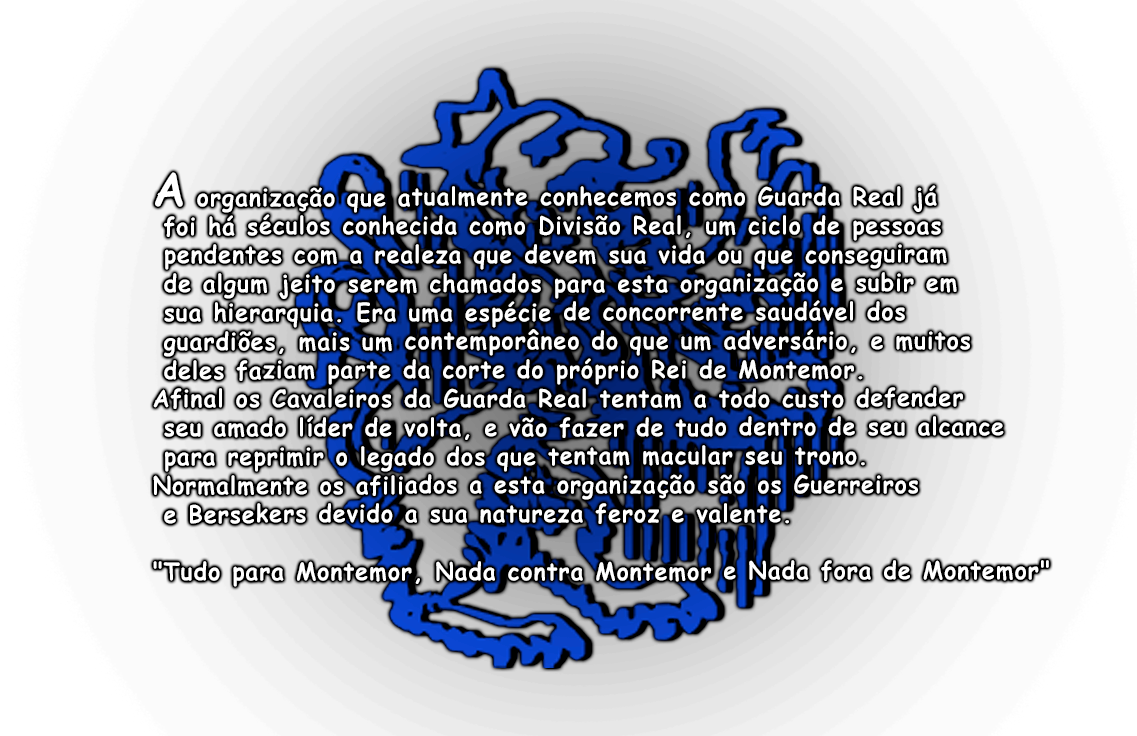 A organização que atualmente conhecemos como Guarda Real já
foi há séculos conhecida como Divisão Real, um ciclo de pessoas
pendentes com a realeza que devem sua vida ou que conseguiram
de algum jeito serem chamados para esta organização e subir em
sua hierarquia. Era uma espécie de concorrente saudável dos
guardiões, mais um contemporâneo do que um adversário, e muitos
deles faziam parte da corte do próprio Rei de Montemor.
Afinal os Cavaleiros da Guarda Real tentam a todo custo defender
seu amado líder de volta, e vão fazer de tudo dentro de seu alcance
para reprimir o legado dos que tentam macular seu trono.
Normalmente os afiliados a esta organização são os Guerreiros
e Bersekers devido a sua natureza feroz e valente.
"Tudo para Montemor, Nada contra Montemor e Nada fora de Montemor"